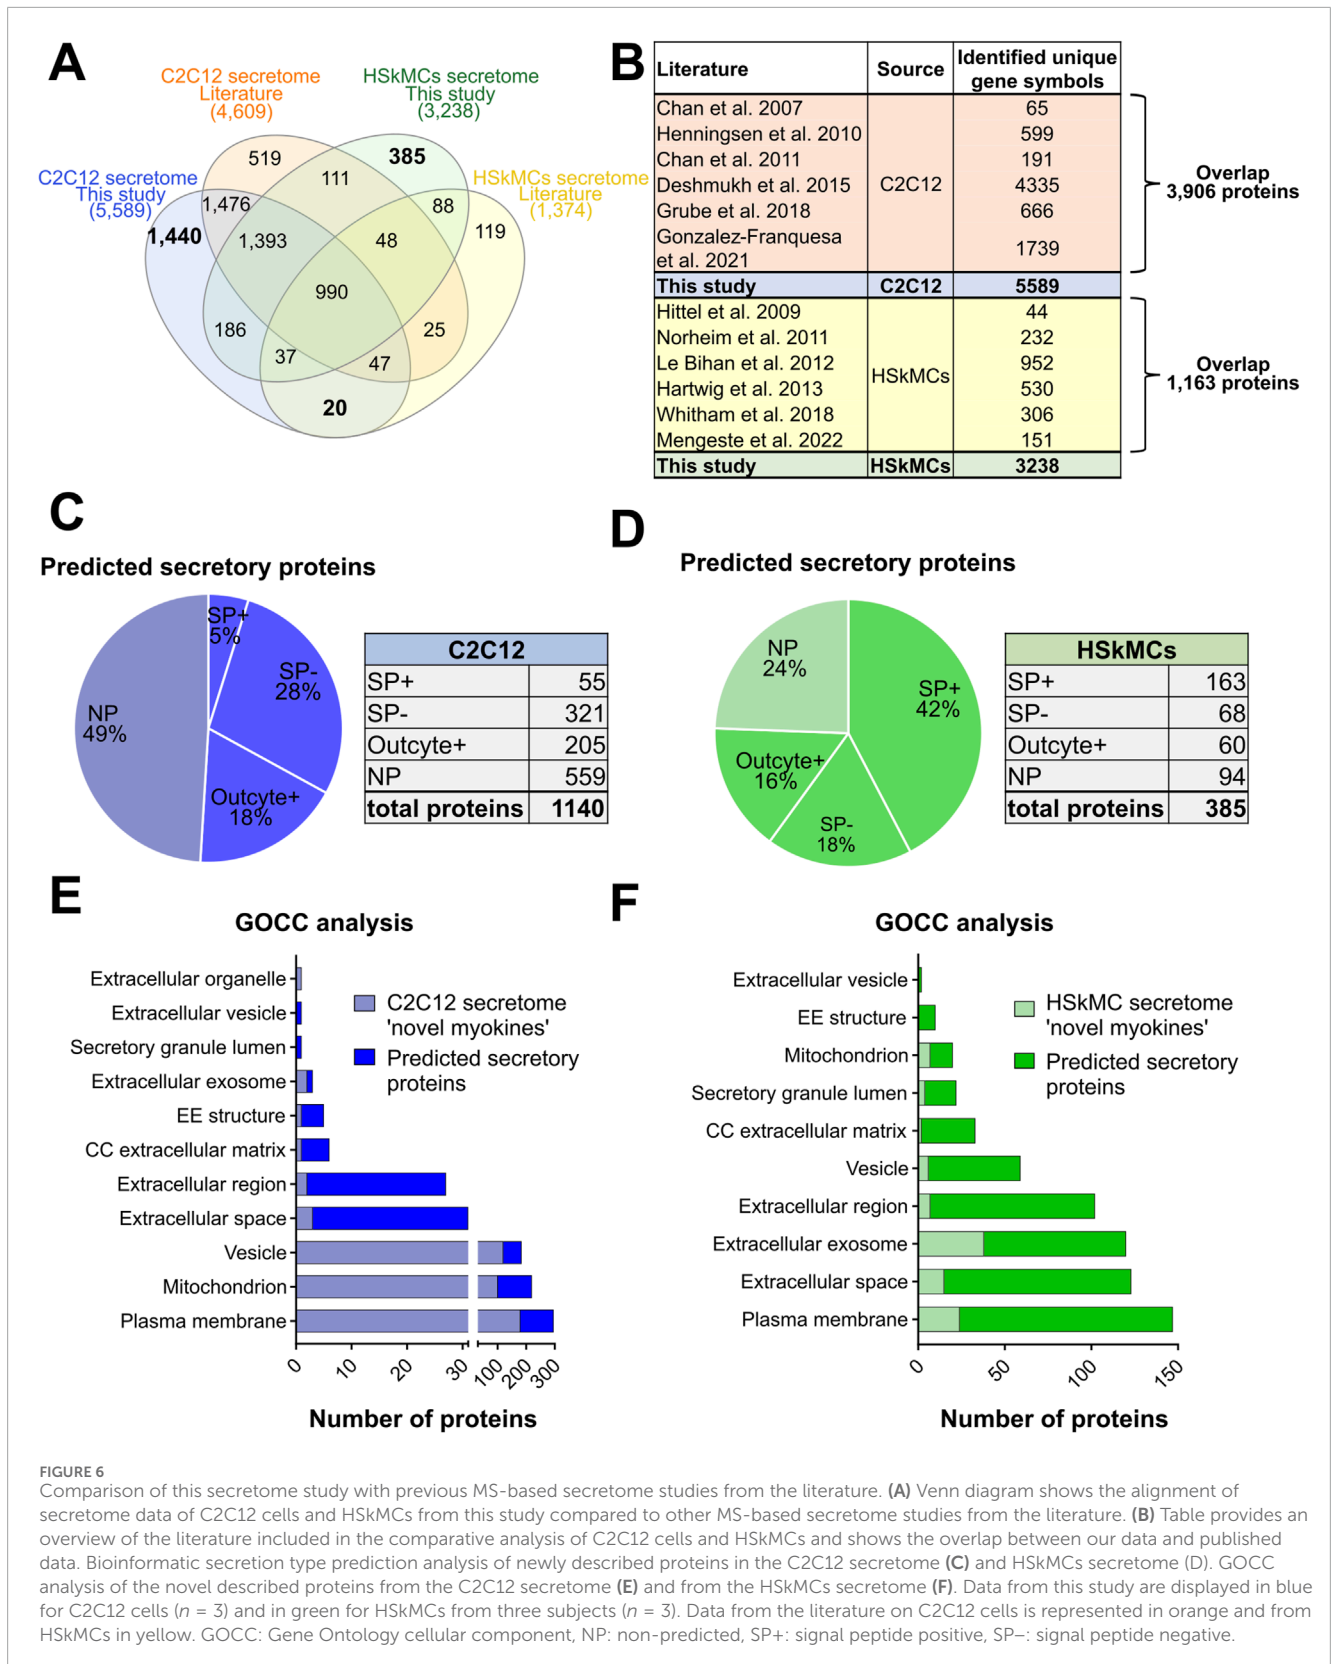 A
C2C12 secretome
Literature
(4,609)
HSkMCs secretome
This study
(3,238)
C2C12 secretome
This study
(5,589)
HSkMCs secretome
Literature
(1,374)
519
111
385
1,476
88
1,440
1,393
48
119
990
186
25
37
47
20
B
Literature Source Identified unique gene symbols
Chan et al. 2007 65
Henningsen et al. 2010 599
Chan et al. 2011 191
C2C12
Deshmukh et al. 2015 4335
Grube et al. 2018 666
Gonzalez-Franquesa
et al. 2021 1739
This study C2C12 5589
Hittel et al. 2009 44
Norheim et al. 2011 232
Le Bihan et al. 2012 952
HSkMCs
Hartwig et al. 2013 530
Whitham et al. 2018 306
Mengeste et al. 2022 151
This study HSkMCs 3238
Overlap
3,906 proteins
Overlap
1,163 proteins
C
Predicted secretory proteins
SP+
5%
SP-
28%
NP
49%
Outcyte+
18%
C2C12
SP+ 55
SP- 321
Outcyte+ 205
NP 559
total proteins 1140
D
Predicted secretory proteins
NP
24%
SP+
42%
Outcyte+
16%
SP-
18%
HSkMCs
SP+ 163
SP- 68
Outcyte+ 60
NP 94
total proteins 385
E
GOCC analysis
Extracellular organelle
Extracellular vesicle
Secretory granule lumen
Extracellular exosome
EE structure
CC extracellular matrix
Extracellular region
Extracellular space
Vesicle
Mitochondrion
Plasma membrane
C2C12 secretome
'novel myokines'
Predicted secretory
proteins
0 10 20 30 100 200 300
Number of proteins
F
GOCC analysis
Extracellular vesicle
EE structure
Mitochondrion
Secretory granule lumen
CC extracellular matrix
Vesicle
Extracellular region
Extracellular exosome
Extracellular space
Plasma membrane
HSkMC secretome
'novel myokines'
Predicted secretory
proteins
0 50 100 150
Number of proteins
FIGURE 6
Comparison of this secretome study with previous MS-based secretome studies from the literature. (A) Venn diagram shows the alignment of
secretome data of C2C12 cells and HSkMCs from this study compared to other MS-based secretome studies from the literature. (B) Table provides an
overview of the literature included in the comparative analysis of C2C12 cells and HSkMCs and shows the overlap between our data and published
data. Bioinformatic secretion type prediction analysis of newly described proteins in the C2C12 secretome (C) and HSkMCs secretome (D). GOCC
analysis of the novel described proteins from the C2C12 secretome (E) and from the HSkMCs secretome (F). Data from this study are displayed in blue
for C2C12 cells (n = 3) and in green for HSkMCs from three subjects (n = 3). Data from the literature on C2C12 cells is represented in orange and from
HSkMCs in yellow. GOCC: Gene Ontology cellular component, NP: non-predicted, SP+: signal peptide positive, SP–: signal peptide negative.